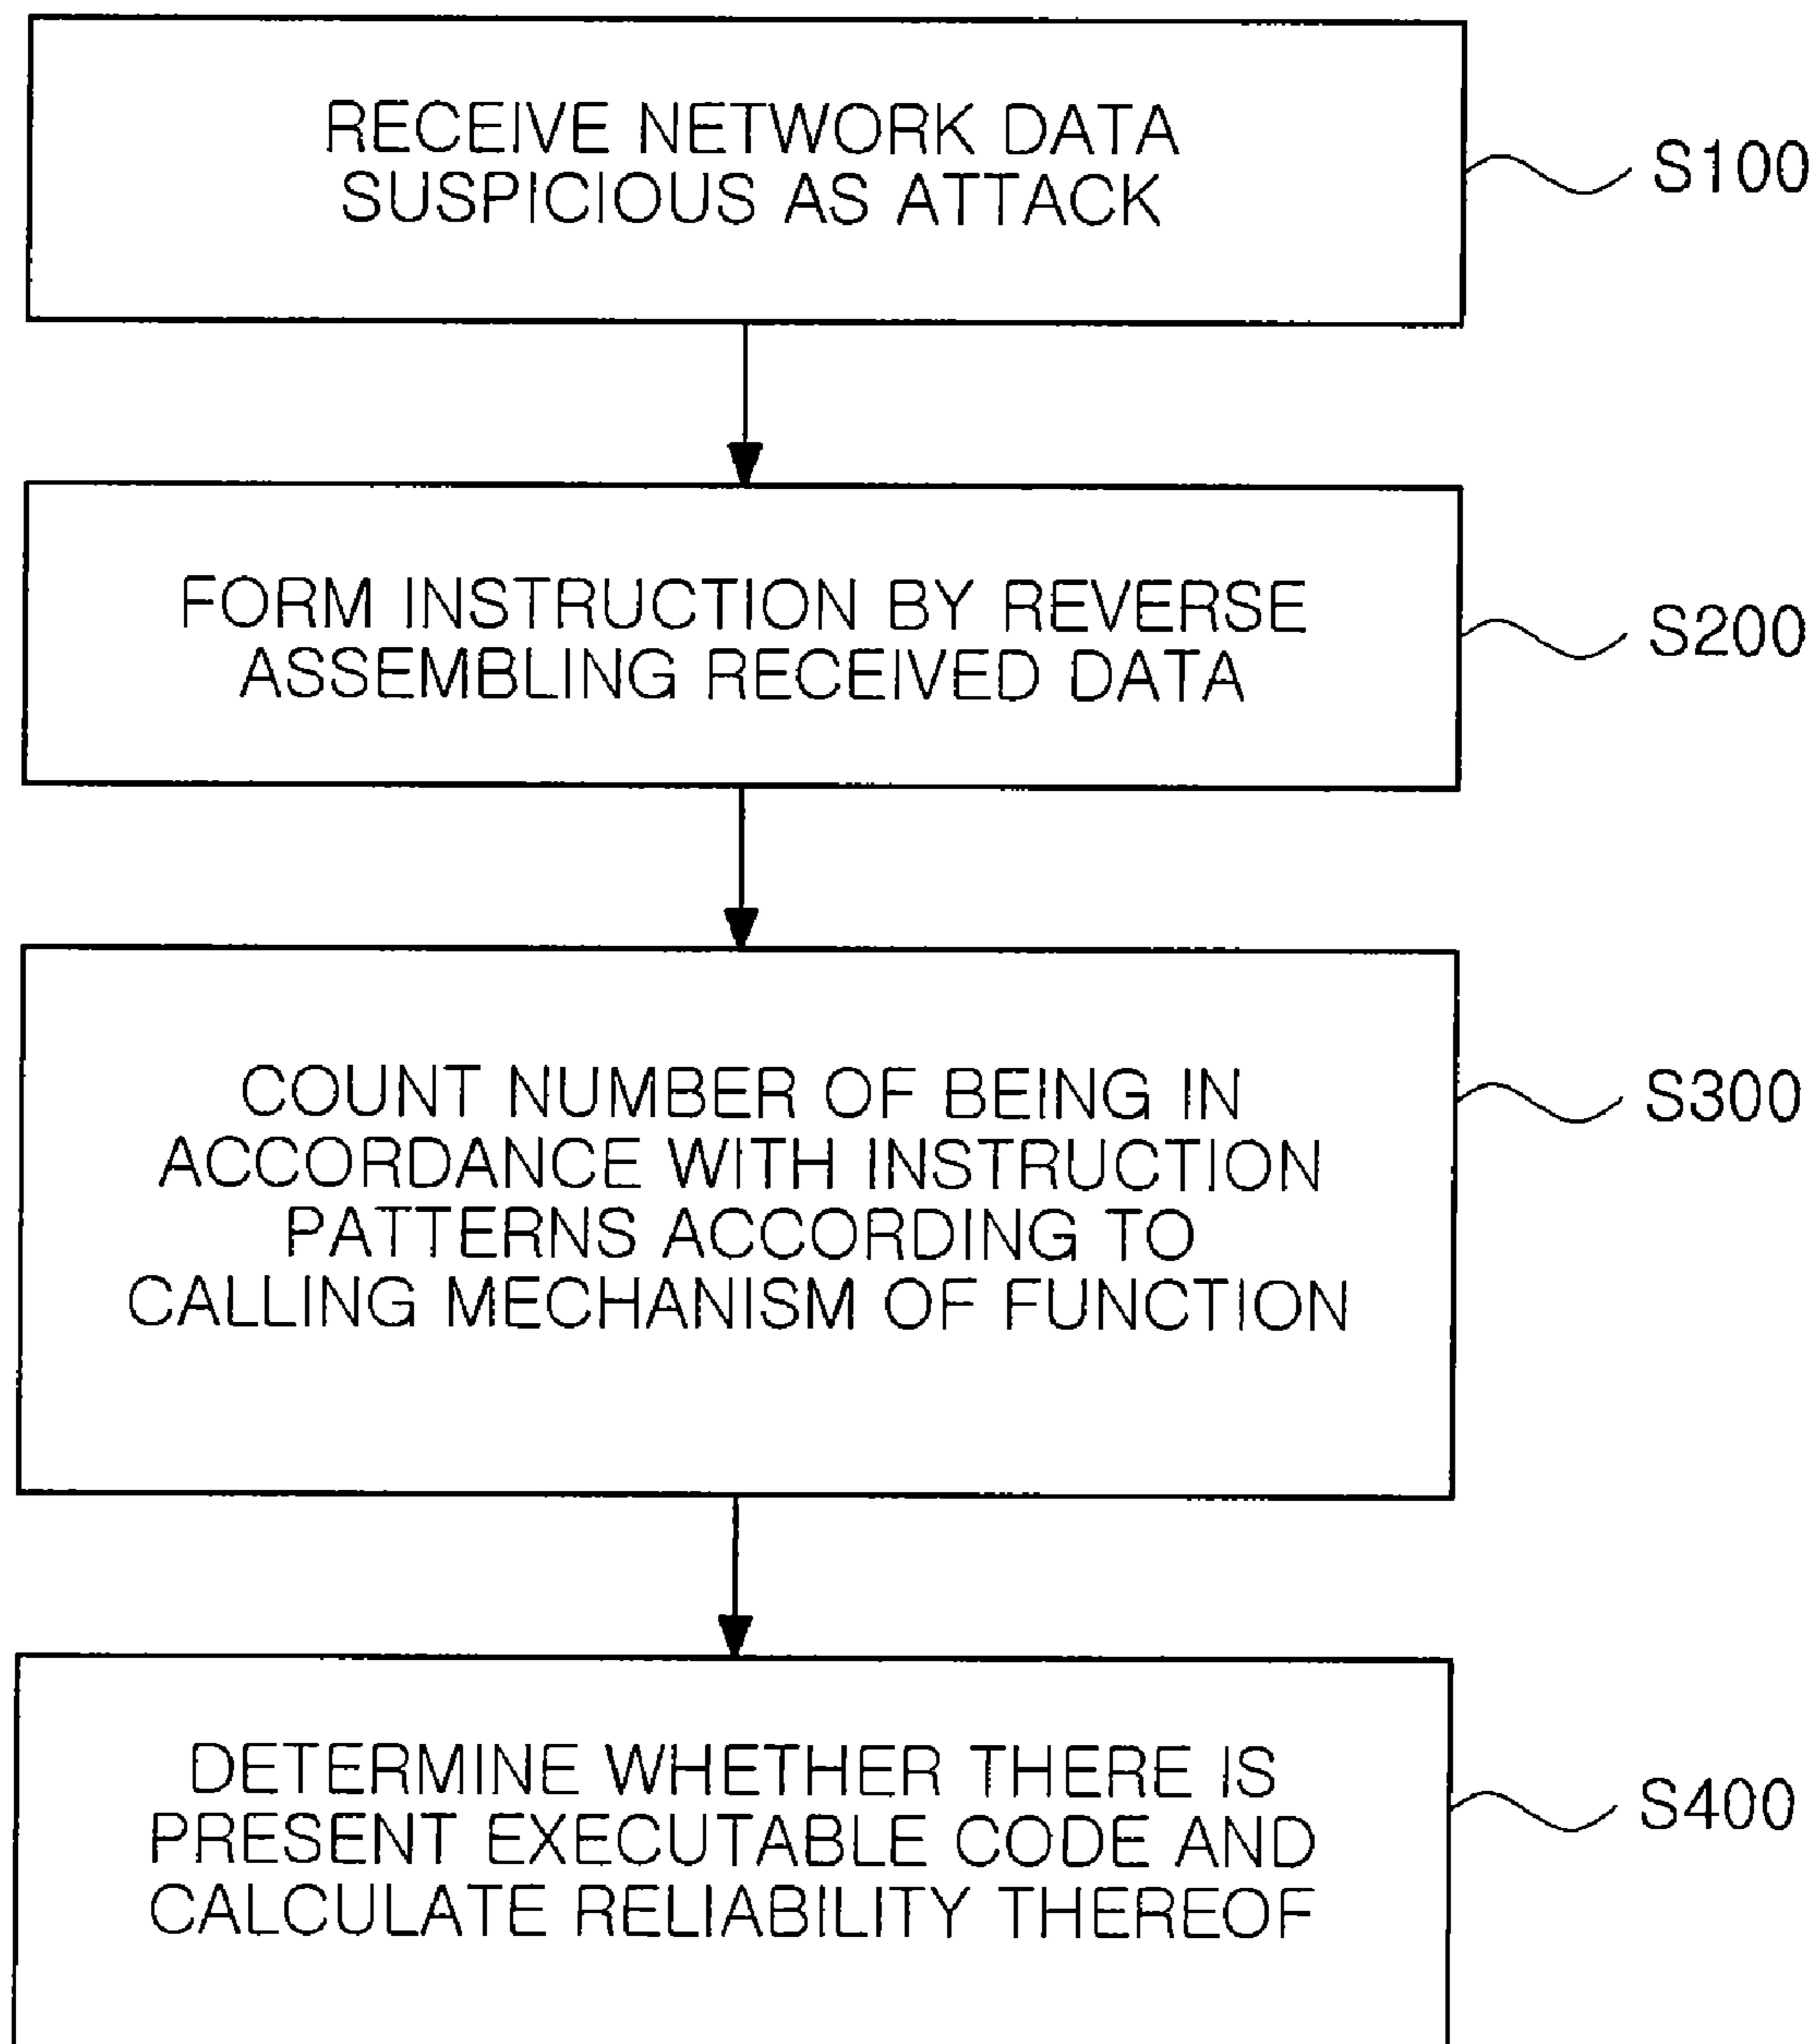 RECEIVE NETWORK DATA
SUSPICIOUS AS ATTACK
S100
FORM INSTRUCTION BY REVERSE
ASSEMBLING RECEIVED DATA
S200
COUNT NUMBER OF BEING IN
ACCORDANCE WITH INSTRUCTION
PATTERNS ACCORDING TO
CALLING MECHANISM OF FUNCTION
S300
DETERMINE WHETHER THERE IS
PRESENT EXECUTABLE CODE AND
CALCULATE RELIABILITY THEREOF
S400